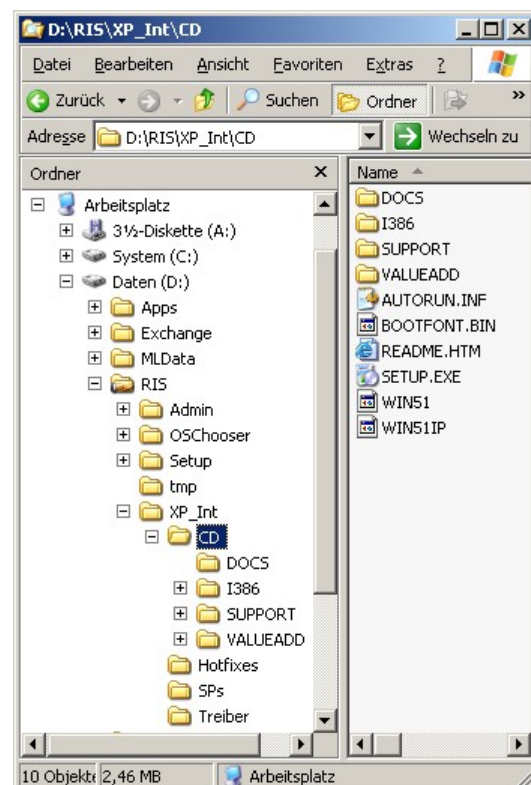 D:\RIS\XP_Int\CD
Datei Bearbeiten Ansicht Favoriten Extras ?
Zurück Suchen Ordner »
Adresse D:\RIS\XP_Int\CD Wechseln zu
Ordner x
Arbeitsplatz
3½-Diskette (A:)
System (C:)
Daten (D:)
Apps
Exchange
MLData
RIS
Admin
OSChooser
Setup
tmp
XP_Int
CD
DOCS
I386
SUPPORT
VALUEADD
Hotfixes
SPs
Treiber
Name
DOCS
I386
SUPPORT
VALUEADD
AUTORUN.INF
BOOTFONT.BIN
README.HTM
SETUP.EXE
WIN51
WIN51IP
10 Objekte 2,46 MB Arbeitsplatz